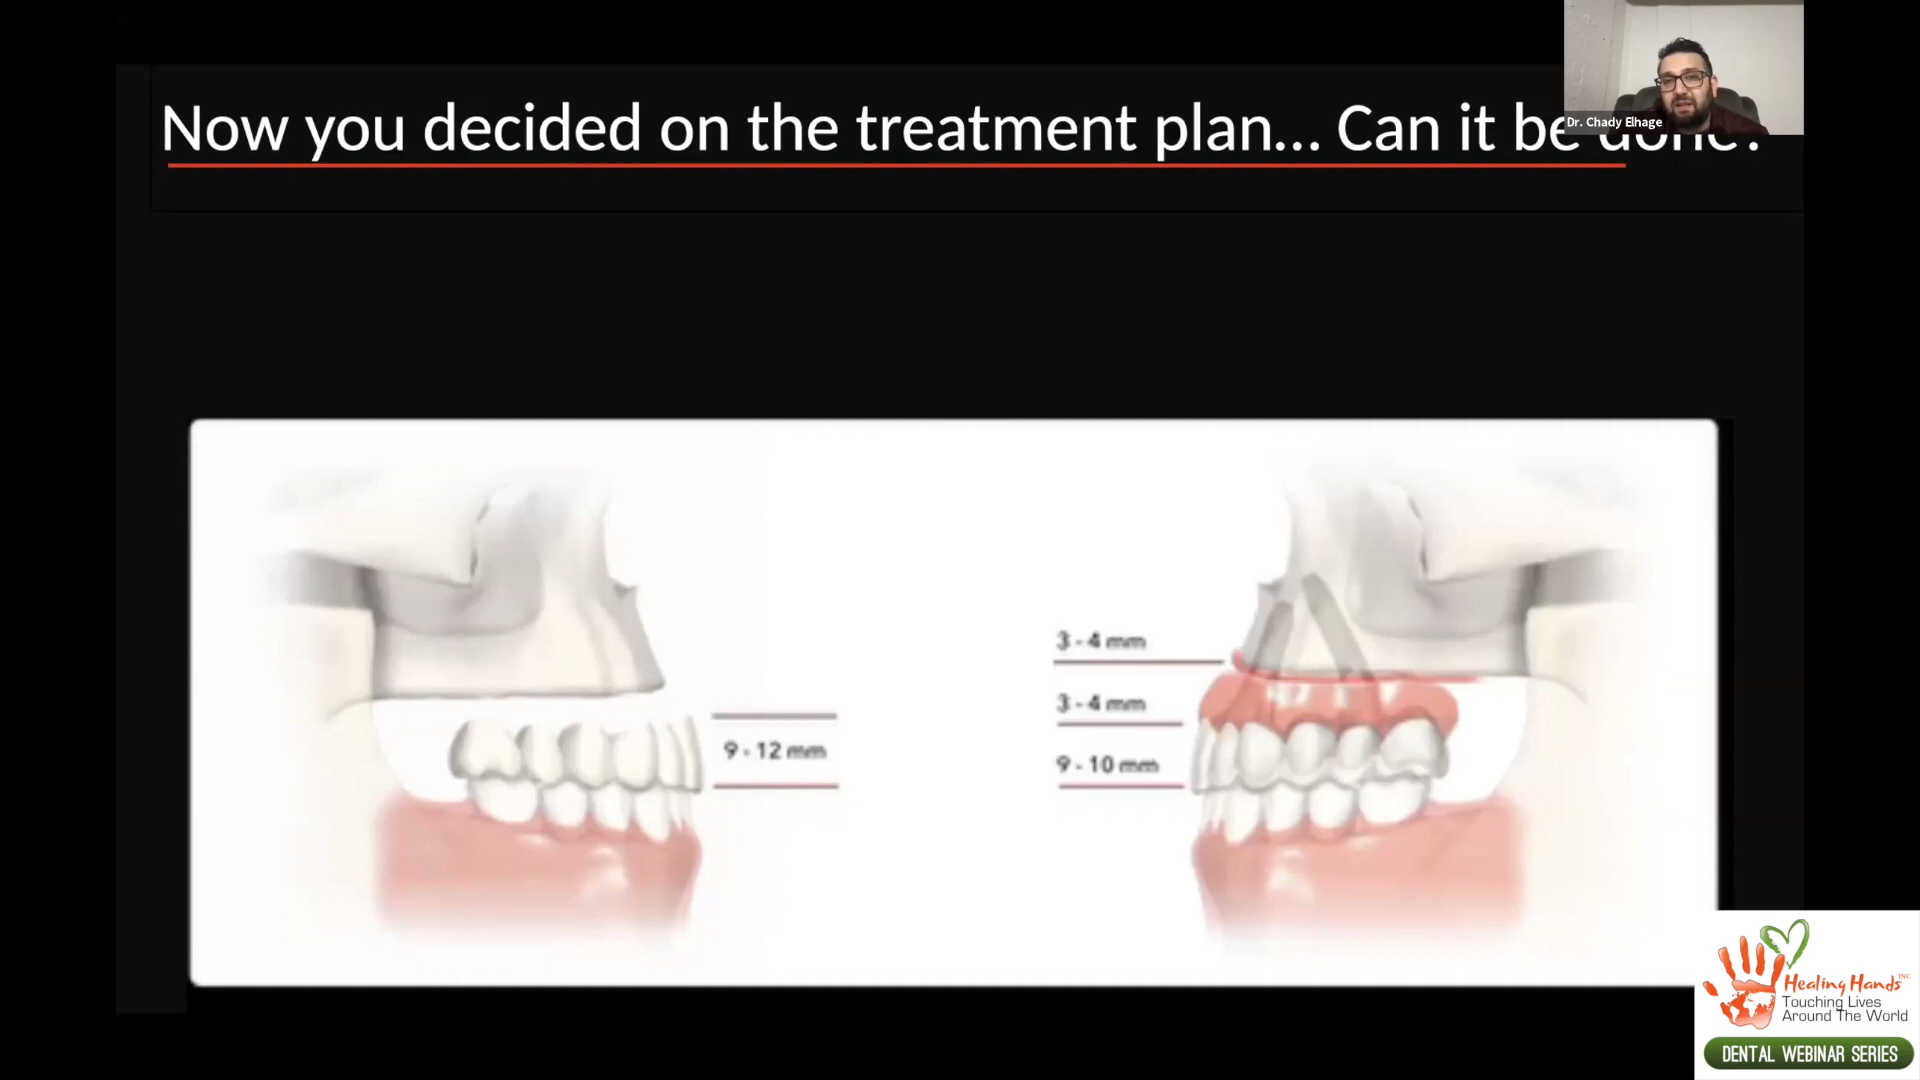 Now you decided on the treatment plan... Can it be done?
Dr. Chady Elhage
3 - 4 mm
3 - 4 mm
9 - 12 mm
9 - 10 mm
Healing Hands INC
Touching Lives
Around The World
DENTAL WEBINAR SERIES